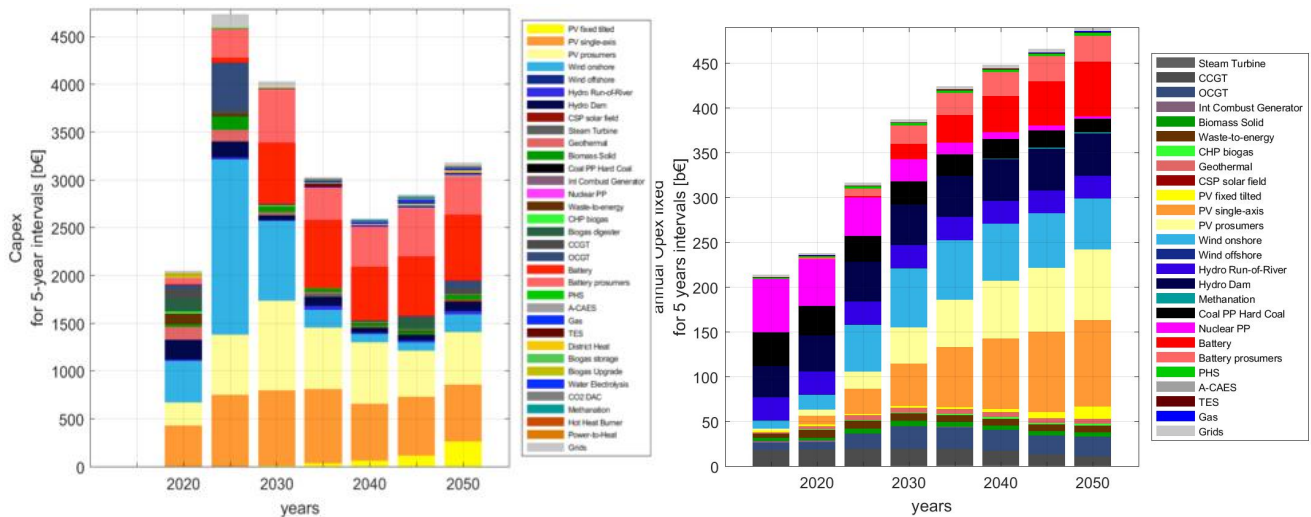 Capex
for 5-year intervals [b€]
4500
4000
3500
3000
2500
2000
1500
1000
500
0
2020
2030
2040
2050
years
PV fixed tilted
PV single-axis
PV prosumers
Wind onshore
Wind offshore
Hydro Run-of-River
Hydro Dam
CSP solar field
Steam Turbine
Geothermal
Biomass Solid
Coal PP Hard Coal
Int Combust Generator
Nuclear PP
Waste-to-energy
CHP biogas
Biogas digester
CCGT
OCGT
Battery
Battery prosumers
PHS
A-CAES
Gas
TES
District Heat
Biogas storage
Biogas Upgrade
Water Electrolysis
CO2 DAC
Methanation
Hot Heat Burner
Power-to-Heat
Grids
annual Opex fixed
for 5 years intervals [b€]
450
400
350
300
250
200
150
100
50
0
2020
2030
2040
2050
years
Steam Turbine
CCGT
OCGT
Int Combust Generator
Biomass Solid
Waste-to-energy
CHP biogas
Geothermal
CSP solar field
PV fixed tilted
PV single-axis
PV prosumers
Wind onshore
Wind offshore
Hydro Run-of-River
Hydro Dam
Methanation
Coal PP Hard Coal
Nuclear PP
Battery
Battery prosumers
PHS
A-CAES
TES
Gas
Grids